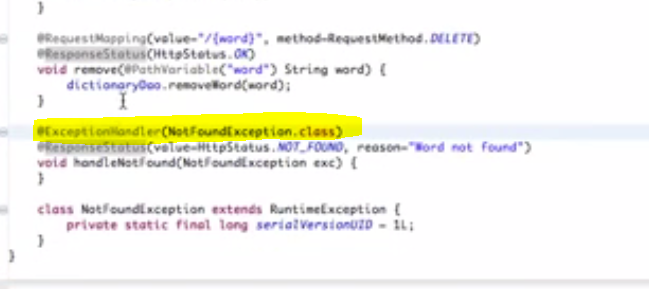 }
@RequestMapping(value="/{word}", method=RequestMethod.DELETE)
@ResponseStatus(HttpStatus.OK)
void remove(@PathVariable("word") String word) {
dictionaryDao.removeWord(word);
}
@ExceptionHandler(NotFoundException.class)
@ResponseStatus(value=HttpStatus.NOT_FOUND, reason="Word not found")
void handleNotFound(NotFoundException exc) {
}
class NotFoundException extends RuntimeException {
private static final long serialVersionUID = 1L;
}
}